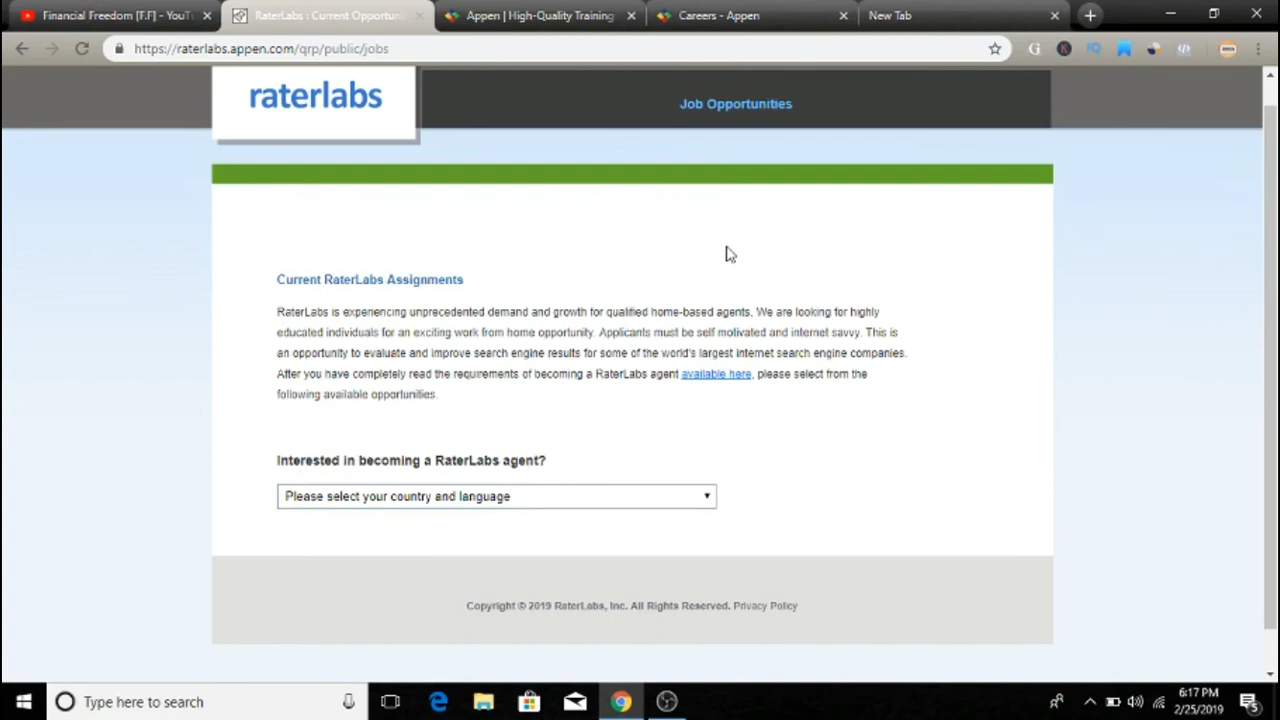 Financial Freedom [F.F] - YouTu
RaterLabs : Current Opportuni
Appen | High-Quality Training
Careers - Appen
New Tab
https://raterlabs.appen.com/qrp/public/jobs
raterlabs
Job Opportunities
Current RaterLabs Assignments
RaterLabs is experiencing unprecedented demand and growth for qualified home-based agents. We are looking for highly
educated individuals for an exciting work from home opportunity. Applicants must be self motivated and internet savvy. This is
an opportunity to evaluate and improve search engine results for some of the world's largest internet search engine companies.
After you have completely read the requirements of becoming a RaterLabs agent available here, please select from the
following available opportunities.
Interested in becoming a RaterLabs agent?
Please select your country and language
Copyright © 2019 RaterLabs, Inc. All Rights Reserved. Privacy Policy
Type here to search
6:17 PM
2/25/2019
5